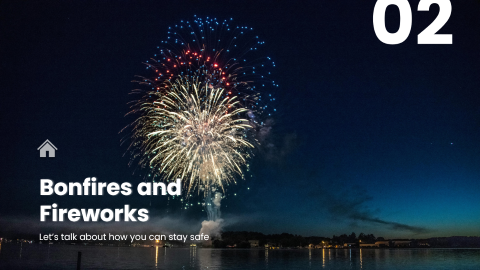 02
Bonfires and
Fireworks
Let's talk about how you can stay safe